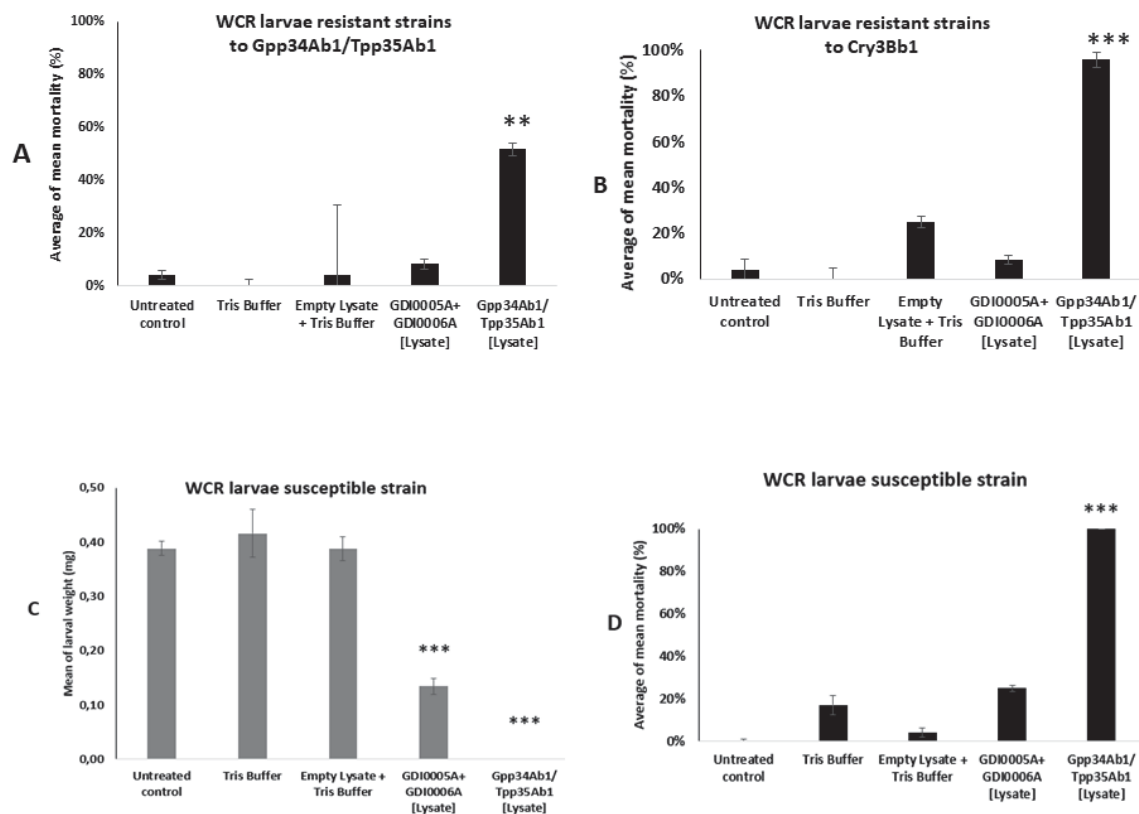 WCR larvae resistant strains
to Gpp34Ab1/Tpp35Ab1
A
Average of mean mortality (%)
100%
80%
60%
40%
20%
0%
**
Untreated
control
Tris Buffer
Empty Lysate
+ Tris Buffer
GDI0005A+
GDI0006A
[Lysate]
Gpp34Ab1/
Tpp35Ab1
[Lysate]
WCR larvae resistant strains
to Cry3Bb1
B
Average of mean mortality (%)
100%
80%
60%
40%
20%
0%
***
Untreated
control
Tris Buffer
Empty
Lysate + Tris
Buffer
GDI0005A+
GDI0006A
[Lysate]
Gpp34Ab1/
Tpp35Ab1
[Lysate]
WCR larvae susceptible strain
C
Mean of larval weight (mg)
0,50
0,40
0,30
0,20
0,10
0,00
***
***
Untreated
control
Tris Buffer
Empty Lysate +
Tris Buffer
GDI0005A+
GDI0006A
[Lysate]
Gpp34Ab1/
Tpp35Ab1
[Lysate]
WCR larvae susceptible strain
D
Average of mean mortality (%)
100%
80%
60%
40%
20%
0%
***
Untreated
control
Tris Buffer
Empty Lysate +
Tris Buffer
GDI0005A+
GDI0006A
[Lysate]
Gpp34Ab1/
Tpp35Ab1
[Lysate]